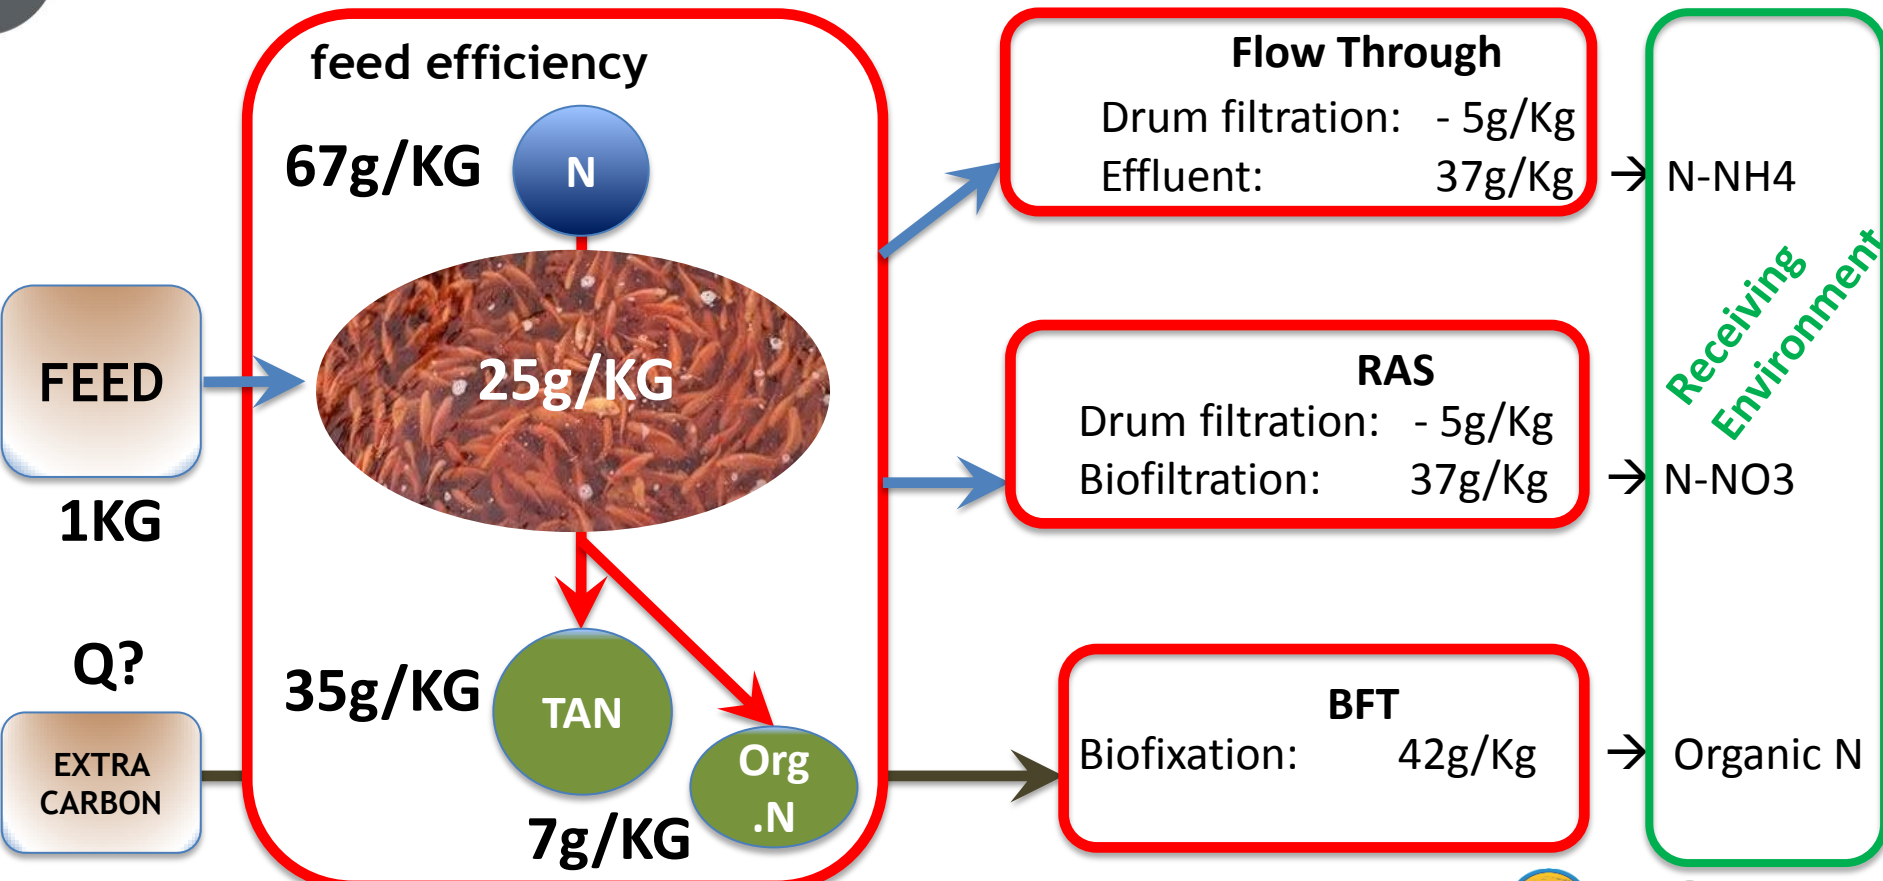 feed efficiency
67g/KG
N
25g/KG
FEED
1KG
Q?
EXTRA
CARBON
35g/KG
TAN
Org
.N
7g/KG
Flow Through
Drum filtration: - 5g/Kg
Effluent: 37g/Kg
→ N-NH4
RAS
Drum filtration: - 5g/Kg
Biofiltration: 37g/Kg
→ N-NO3
BFT
Biofixation: 42g/Kg
→ Organic N
Receiving
Environment